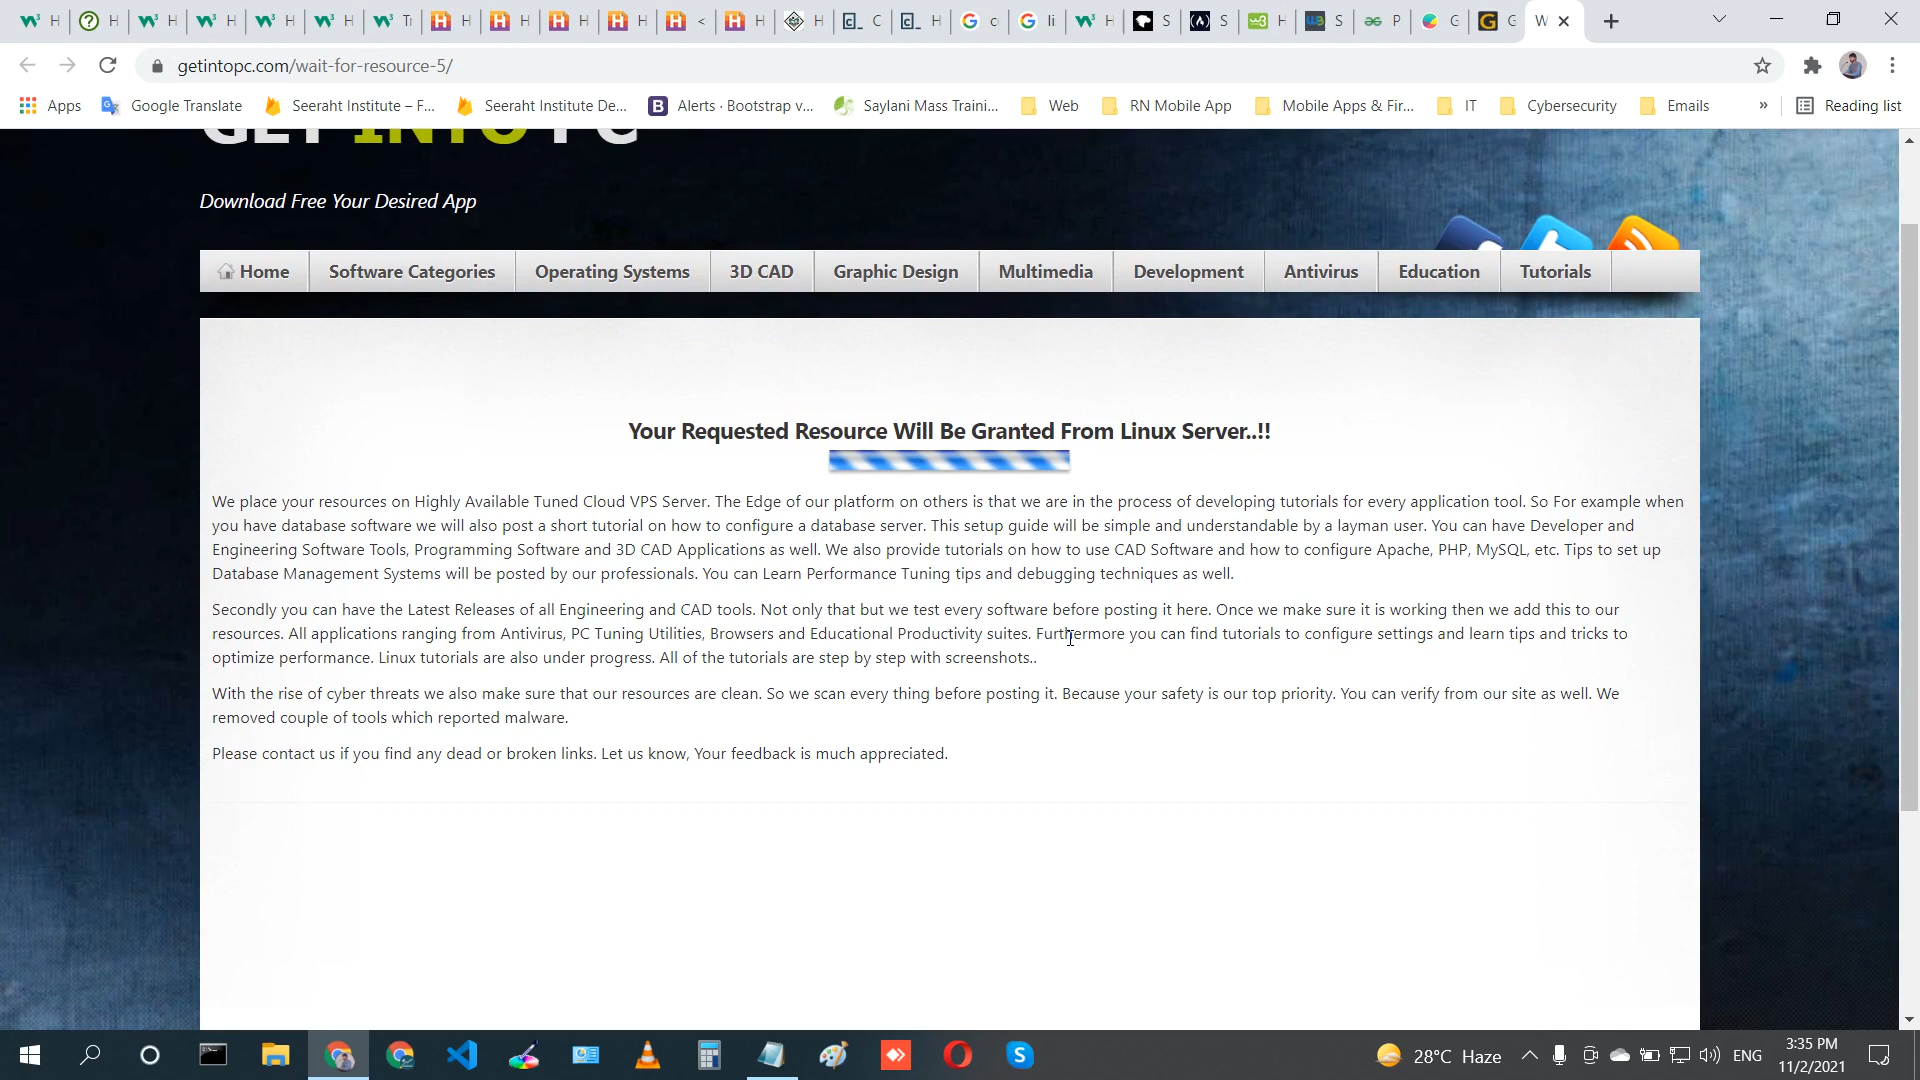 H
H
H
H
H
H
Tr
H
H
H
H
<
H
H
C
H
c
li
H
S
S
H
S
P
G
G
W
getintopc.com/wait-for-resource-5/
Apps
Google Translate
Seeraht Institute – F...
Seeraht Institute De...
Alerts · Bootstrap v...
Saylani Mass Traini...
Web
RN Mobile App
Mobile Apps & Fir...
IT
Cybersecurity
Emails
»
Reading list
GET INTO PC
Download Free Your Desired App
Home
Software Categories
Operating Systems
3D CAD
Graphic Design
Multimedia
Development
Antivirus
Education
Tutorials
Your Requested Resource Will Be Granted From Linux Server..!!
We place your resources on Highly Available Tuned Cloud VPS Server. The Edge of our platform on others is that we are in the process of developing tutorials for every application tool. So For example when
you have database software we will also post a short tutorial on how to configure a database server. This setup guide will be simple and understandable by a layman user. You can have Developer and
Engineering Software Tools, Programming Software and 3D CAD Applications as well. We also provide tutorials on how to use CAD Software and how to configure Apache, PHP, MySQL, etc. Tips to set up
Database Management Systems will be posted by our professionals. You can Learn Performance Tuning tips and debugging techniques as well.
Secondly you can have the Latest Releases of all Engineering and CAD tools. Not only that but we test every software before posting it here. Once we make sure it is working then we add this to our
resources. All applications ranging from Antivirus, PC Tuning Utilities, Browsers and Educational Productivity suites. Furthermore you can find tutorials to configure settings and learn tips and tricks to
optimize performance. Linux tutorials are also under progress. All of the tutorials are step by step with screenshots..
With the rise of cyber threats we also make sure that our resources are clean. So we scan every thing before posting it. Because your safety is our top priority. You can verify from our site as well. We
removed couple of tools which reported malware.
Please contact us if you find any dead or broken links. Let us know, Your feedback is much appreciated.
28°C Haze
ENG
3:35 PM
11/2/2021